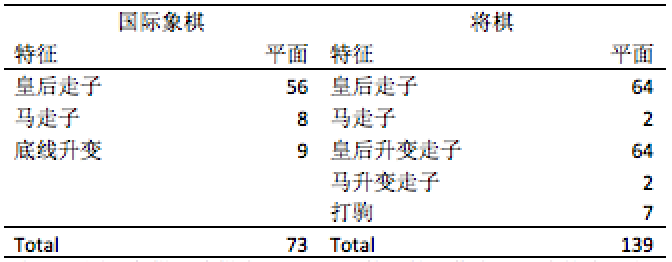 国际象棋 将棋
特征 平面 特征 平面
皇后走子 56 皇后走子 64
马走子 8 马走子 2
底线升变 9 皇后升变走子 64
马升变走子 2
打驹 7
Total 73 Total 139